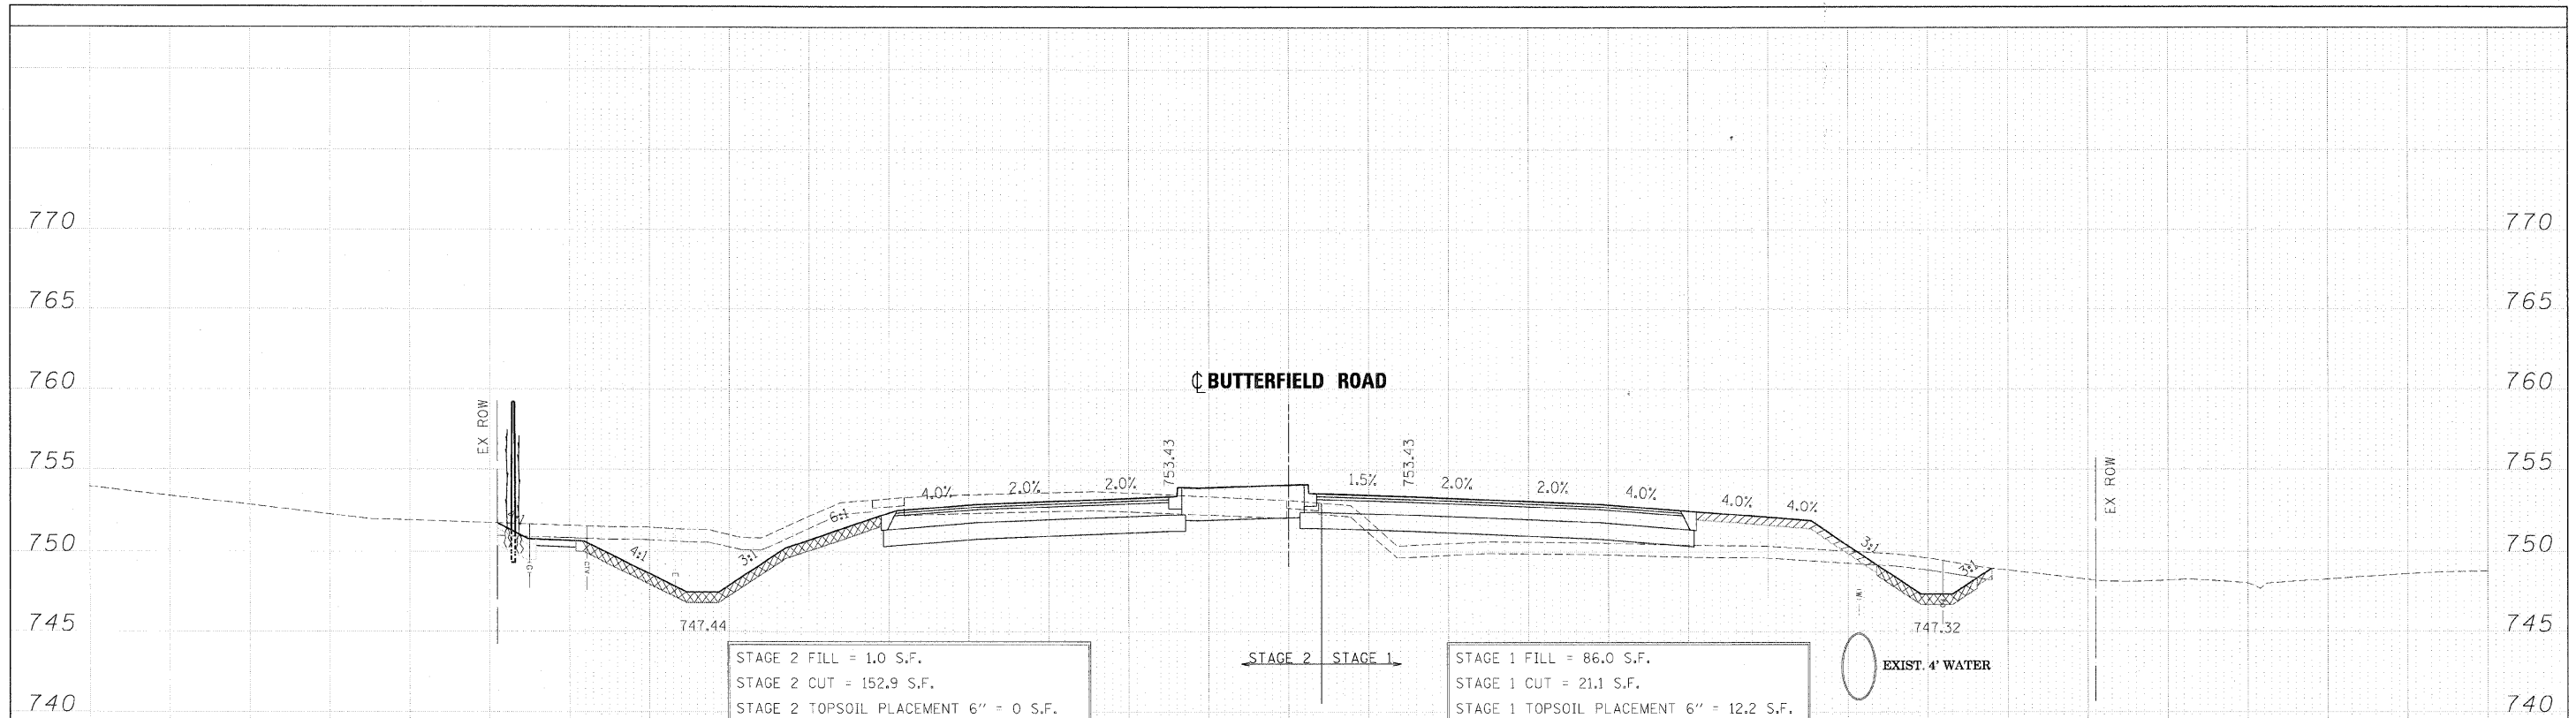 770 770
765 765
760 760
℄ BUTTERFIELD ROAD
EX ROW
755 755
753.43 753.43
EX ROW
4.0% 2.0% 2.0% 1.5% 2.0% 2.0% 4.0% 4.0% 4.0%
6:1
750 750
4:1 3:1 3:1 3:1
G
CTV
W
745 745
747.44 747.32
STAGE 2 STAGE 1
STAGE 2 FILL = 1.0 S.F.
STAGE 2 CUT = 152.9 S.F.
STAGE 2 TOPSOIL PLACEMENT 6" = 0 S.F.
STAGE 1 FILL = 86.0 S.F.
STAGE 1 CUT = 21.1 S.F.
STAGE 1 TOPSOIL PLACEMENT 6" = 12.2 S.F.
EXIST. 4' WATER
740 740